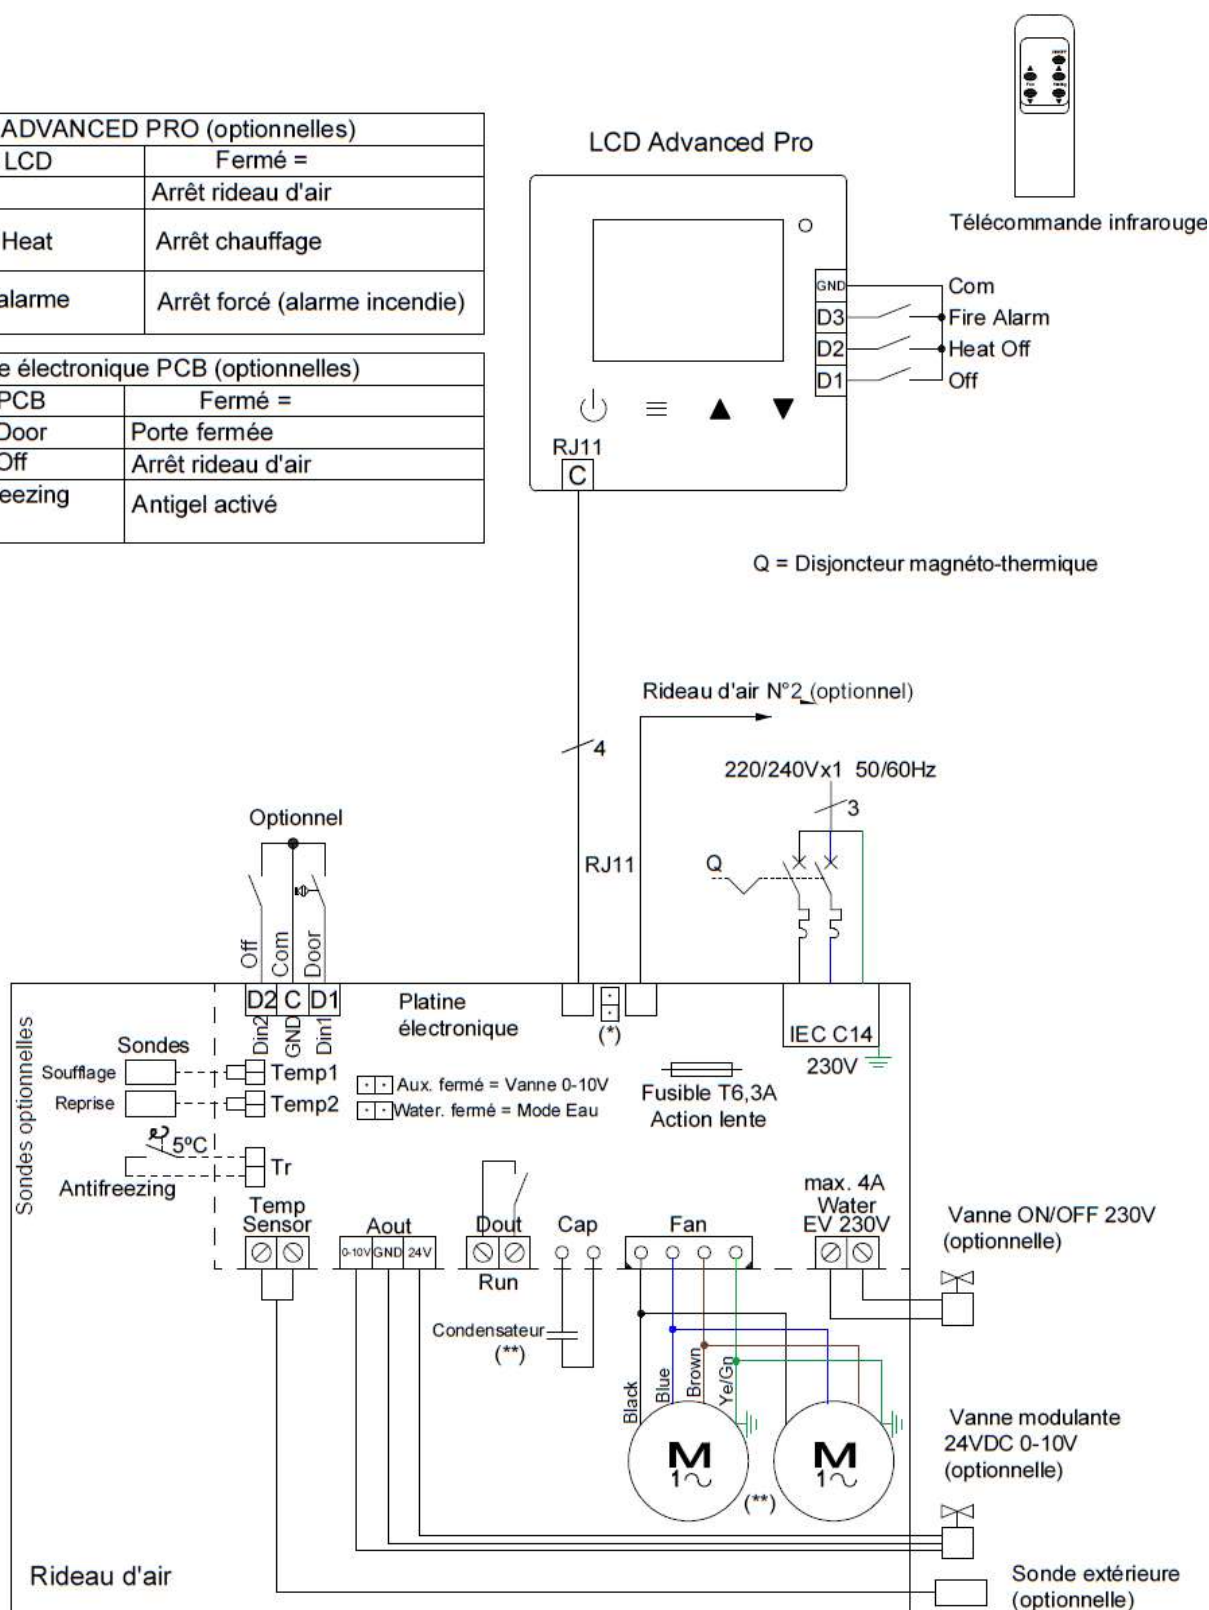 ADVANCED PRO (optionnelles)
LCD Fermé =
Arrêt rideau d'air
Heat Arrêt chauffage
alarme Arrêt forcé (alarme incendie)
électronique PCB (optionnelles)
PCB Fermé =
Door Porte fermée
Off Arrêt rideau d'air
eezing Antigel activé
LCD Advanced Pro
Télécommande infrarouge
GND Com
D3 Fire Alarm
D2 Heat Off
D1 Off
RJ11
C
Q = Disjoncteur magnéto-thermique
Rideau d'air N°2 (optionnel)
4
220/240Vx1 50/60Hz
3
Optionnel
RJ11
Q
Off
Com
Door
D2 C D1
Din2
GND
Din1
Platine
électronique
(*)
IEC C14
230V
Sondes optionnelles
Sondes
Soufflage
Temp1
Reprise
Temp2
Aux. fermé = Vanne 0-10V
Water. fermé = Mode Eau
Fusible T6,3A
Action lente
5°C
Tr
Antifreezing
Temp
Sensor
Aout
0-10V GND 24V
Dout
Run
Cap
Fan
max. 4A
Water
EV 230V
Vanne ON/OFF 230V
(optionnelle)
Condensateur
(**)
Black
Blue
Brown
Ye/Gn
M
1
M
1
(**)
Vanne modulante
24VDC 0-10V
(optionnelle)
Rideau d'air
Sonde extérieure
(optionnelle)